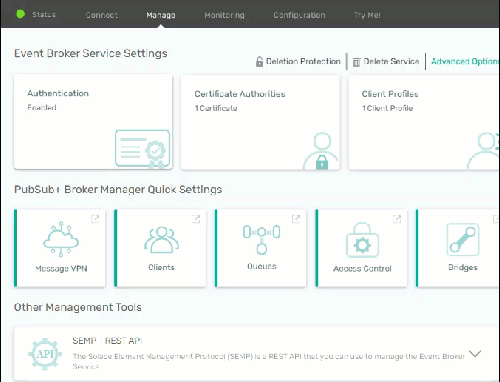 Status Connect Manage Monitoring Configuration Try Me!
Event Broker Service Settings
Deletion Protection Delete Service Advanced Options
Authentication
Enabled
Certificate Authorities
1 Certificate
Client Profiles
1 Client Profile
PubSub+ Broker Manager Quick Settings
Message VPN
Clients
Queues
Access Control
Bridges
Other Management Tools
API
SEMP - REST API
The Solace Element Management Protocol (SEMP) is a REST API that you can use to manage the Event Broker
Service